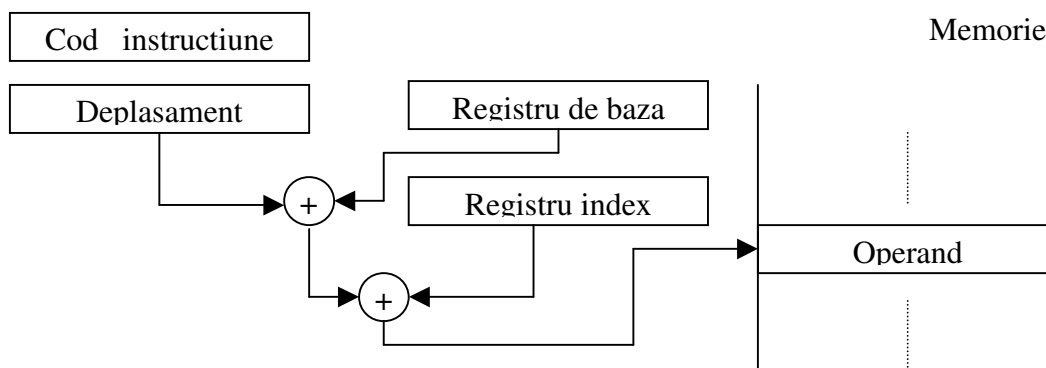 Cod instructiune
Memorie
Deplasament
Registru de baza
+
Registru index
Operand
+